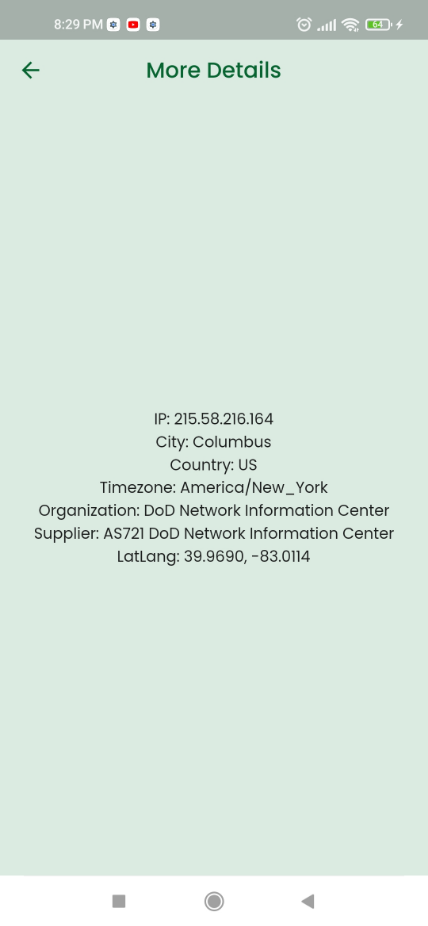 8:29 PM
64
More Details
IP: 215.58.216.164
City: Columbus
Country: US
Timezone: America/New_York
Organization: DoD Network Information Center
Supplier: AS721 DoD Network Information Center
LatLang: 39.9690, -83.0114